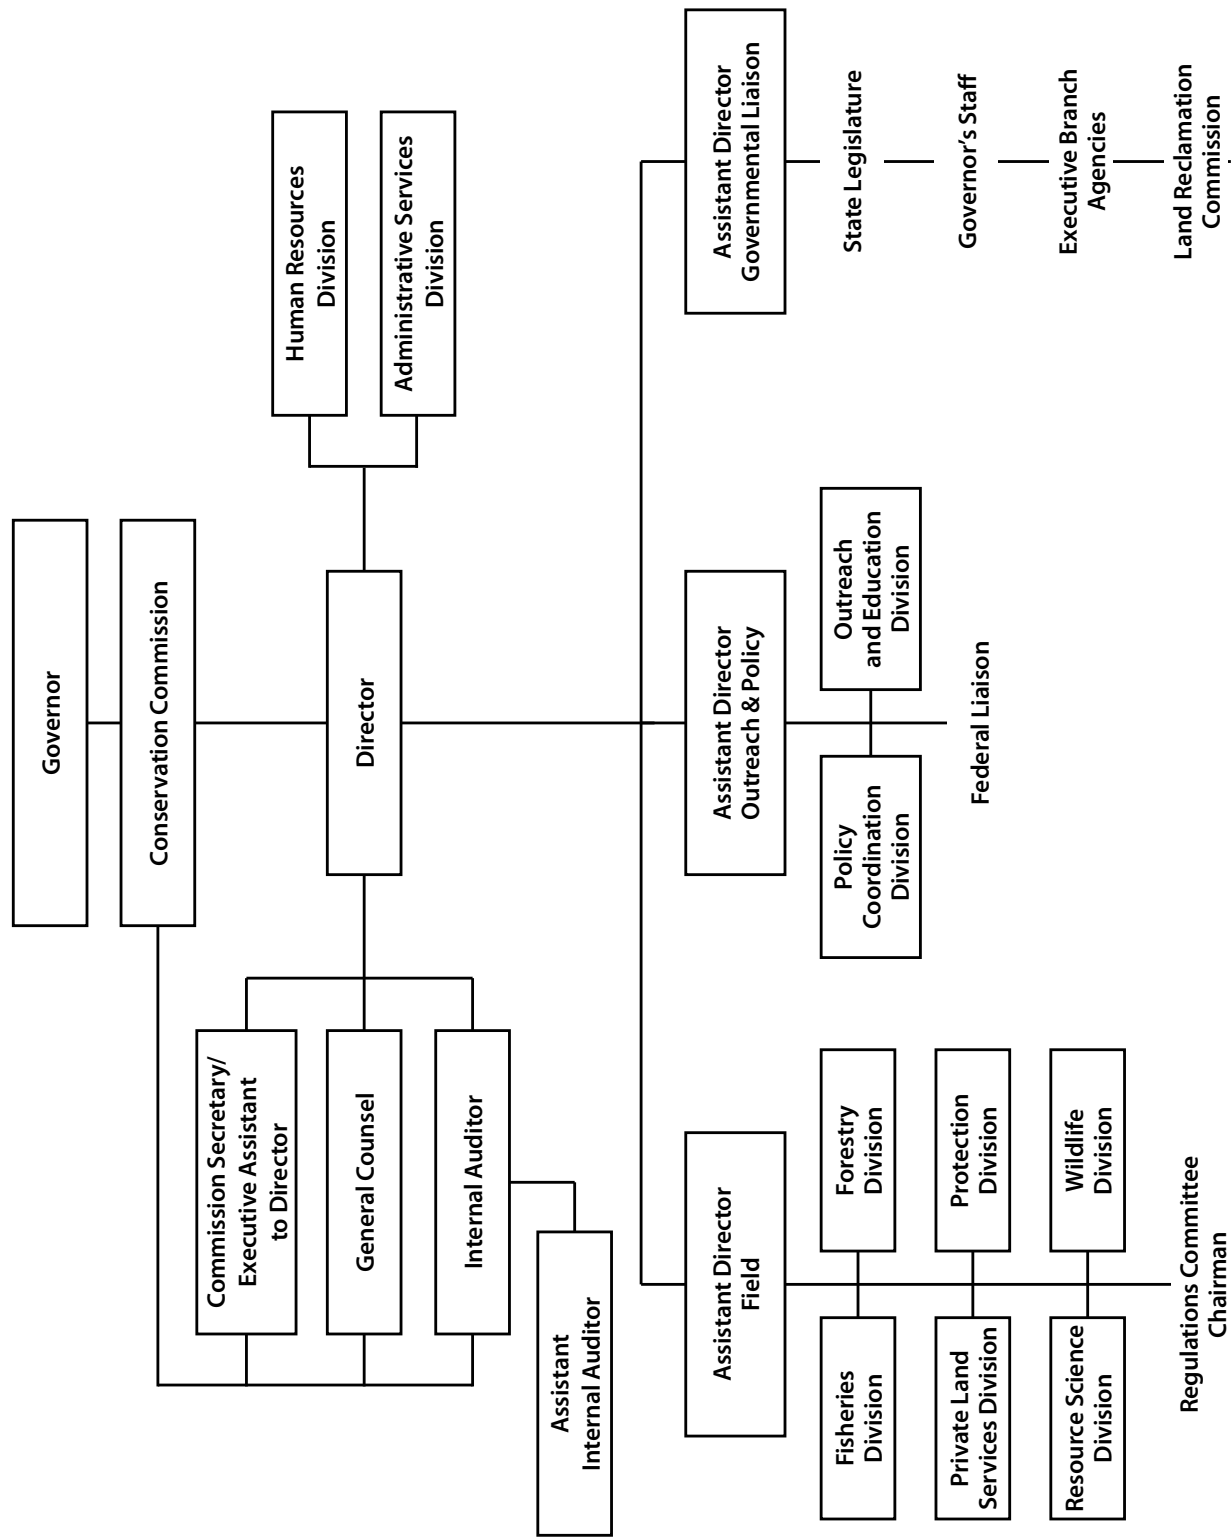 Governor
Conservation Commission
Commission Secretary/
Executive Assistant
to Director
General Counsel
Internal Auditor
Assistant
Internal Auditor
Director
Human Resources
Division
Administrative Services
Division
Assistant Director
Field
Fisheries
Division
Forestry
Division
Private Land
Services Division
Protection
Division
Resource Science
Division
Wildlife
Division
Regulations Committee
Chairman
Assistant Director
Outreach & Policy
Policy
Coordination
Division
Outreach
and Education
Division
Federal Liaison
Assistant Director
Governmental Liaison
State Legislature
Governor's Staff
Executive Branch
Agencies
Land Reclamation
Commission